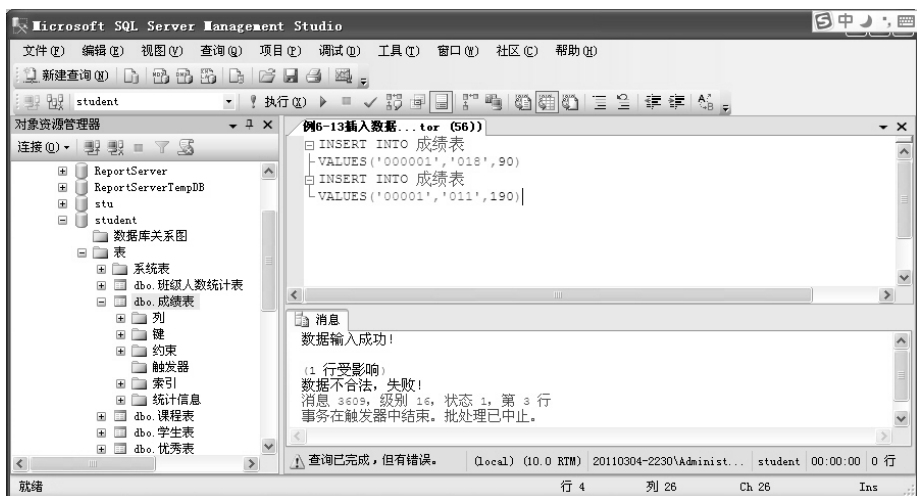 Microsoft SQL Server Management Studio
中
文件(F) 编辑(E) 视图(V) 查询(Q) 项目(P) 调试(D) 工具(T) 窗口(W) 社区(C) 帮助(H)
新建查询(N)
student 执行(X)
对象资源管理器
连接(O)
ReportServer
ReportServerTempDB
stu
student
数据库关系图
表
系统表
dbo.班级人数统计表
dbo.成绩表
列
键
约束
触发器
索引
统计信息
dbo.课程表
dbo.学生表
dbo.优秀表
例6-13插入数据...tor (56))
INSERT INTO 成绩表
VALUES('000001','018',90)
INSERT INTO 成绩表
VALUES('00001','011',190)
消息
数据输入成功!
(1 行受影响)
数据不合法，失败!
消息 3609，级别 16，状态 1，第 3 行
事务在触发器中结束。批处理已中止。
查询已完成，但有错误。 (local) (10.0 RTM) 20110304-2230\Administ... student 00:00:00 0 行
就绪 行 4 列 26 Ch 26 Ins